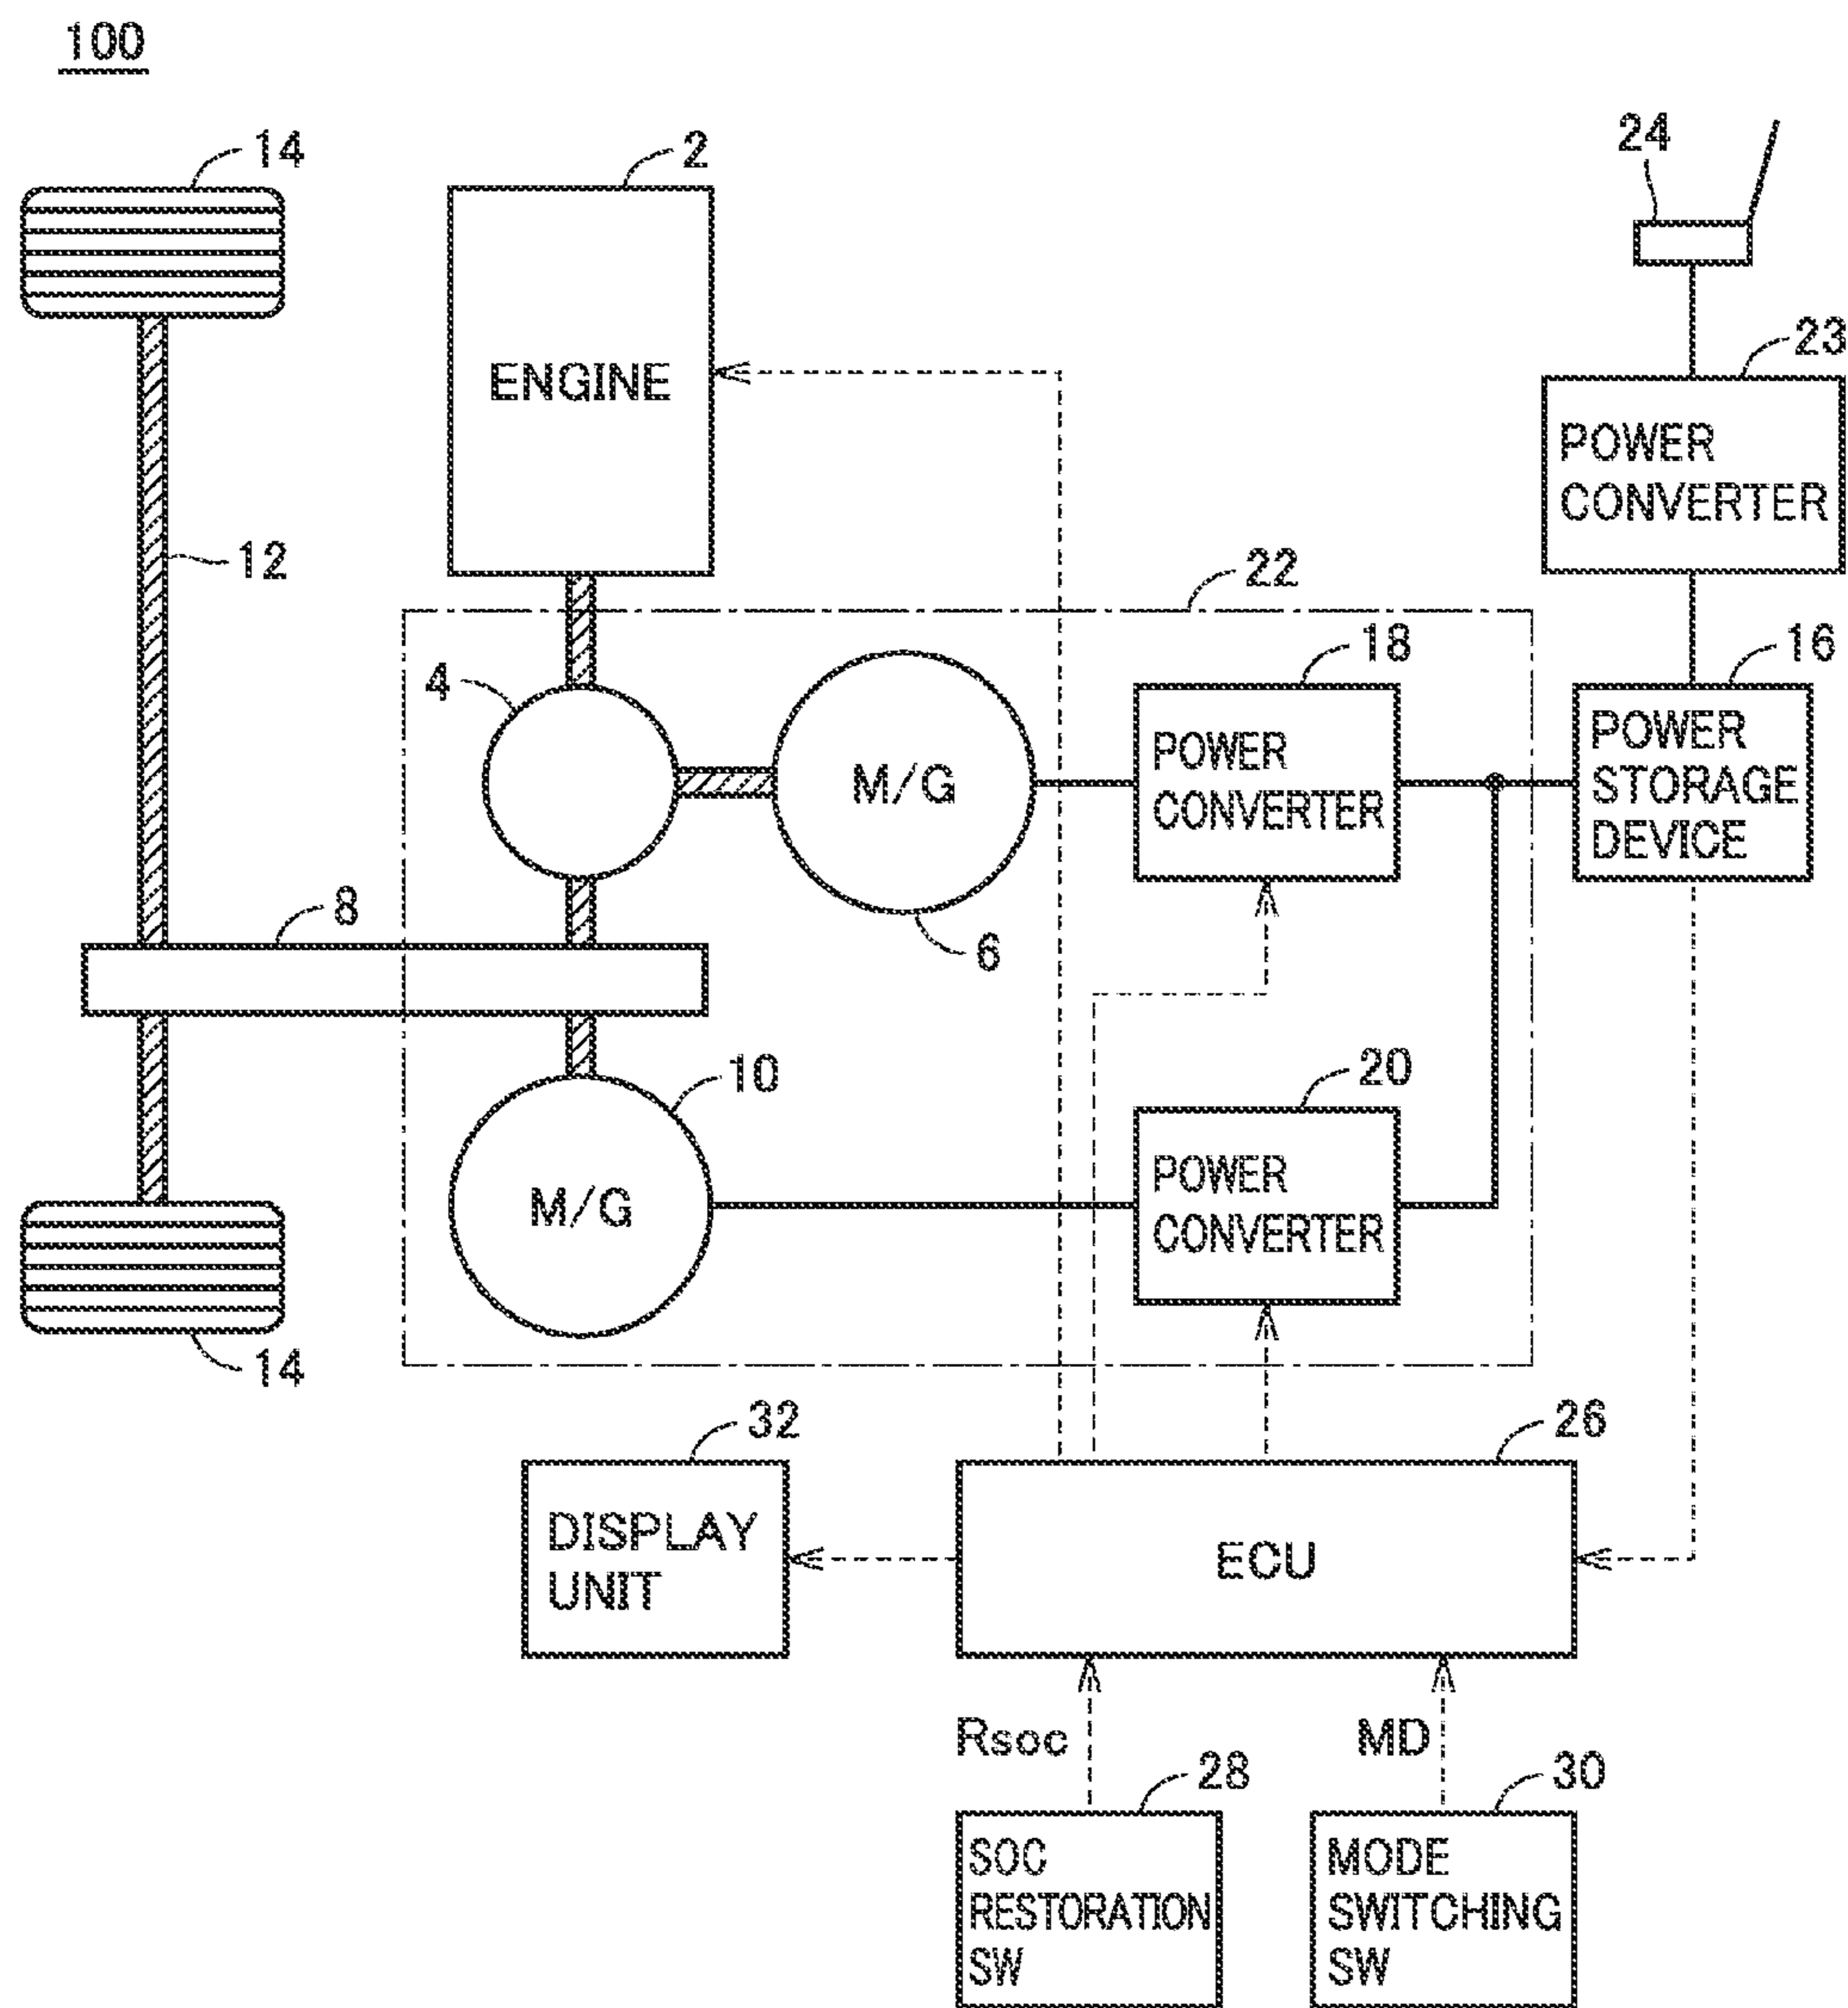 100
14
2
24
ENGINE
23
POWER
CONVERTER
12
22
4
18
16
M/G
POWER
CONVERTER
POWER
STORAGE
DEVICE
8
6
10
20
M/G
POWER
CONVERTER
14
32
26
DISPLAY
UNIT
ECU
Rsoc
MD
28
30
SOC
RESTORATION
SW
MODE
SWITCHING
SW